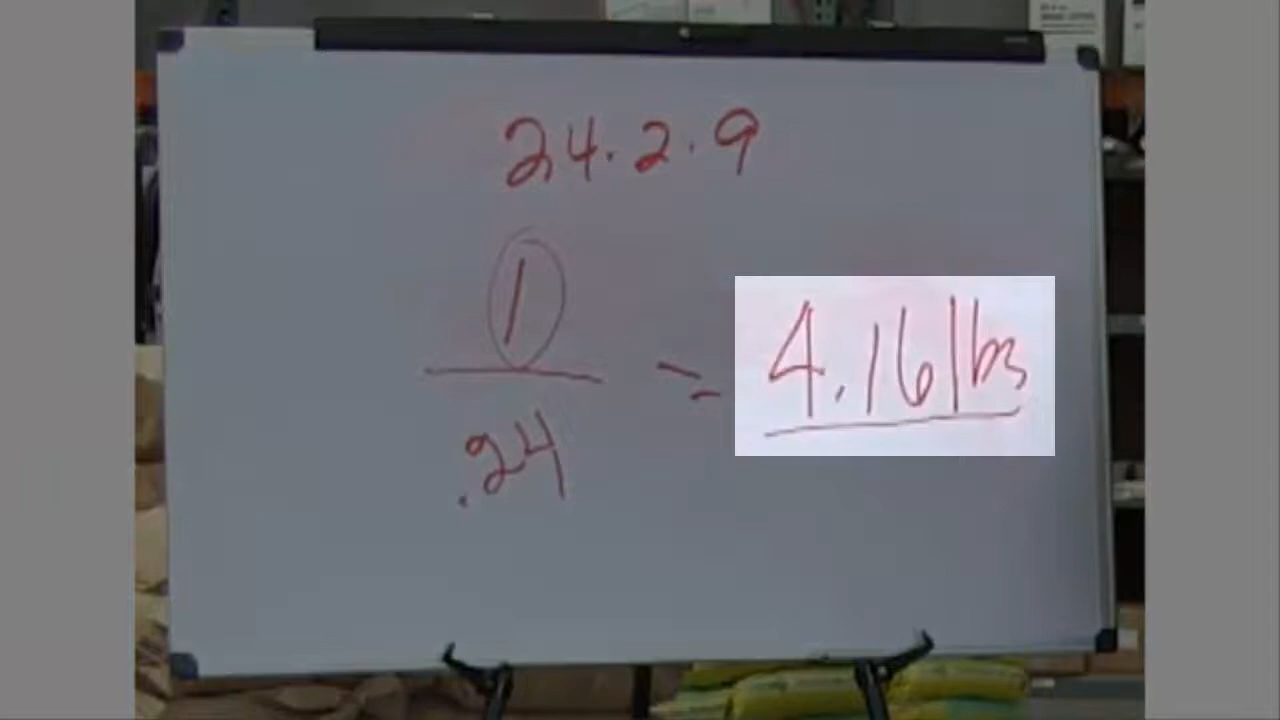 24.2.9
1
.24
= 4.16 lbs